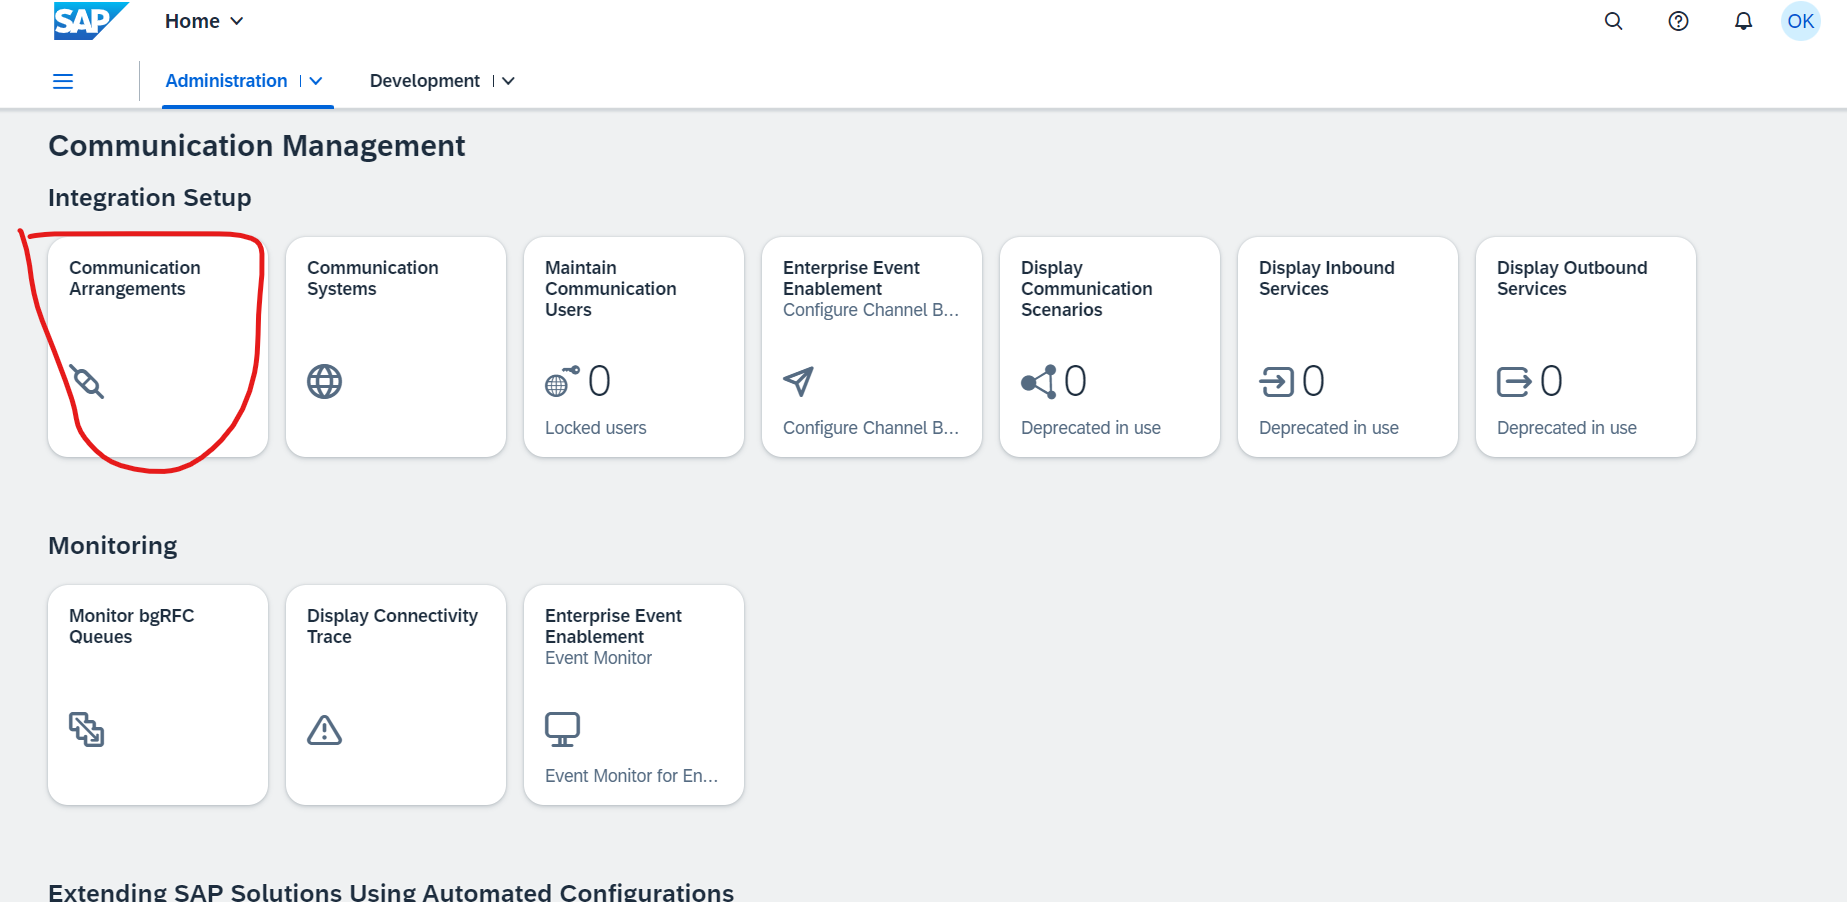 SAP
Home
OK
Administration
Development
Communication Management
Integration Setup
Communication
Arrangements
Communication
Systems
Maintain
Communication
Users
0
Locked users
Enterprise Event
Enablement
Configure Channel B...
Configure Channel B...
Display
Communication
Scenarios
0
Deprecated in use
Display Inbound
Services
0
Deprecated in use
Display Outbound
Services
0
Deprecated in use
Monitoring
Monitor bgRFC
Queues
Display Connectivity
Trace
Enterprise Event
Enablement
Event Monitor
Event Monitor for En...
Extending SAP Solutions Using Automated Configurations